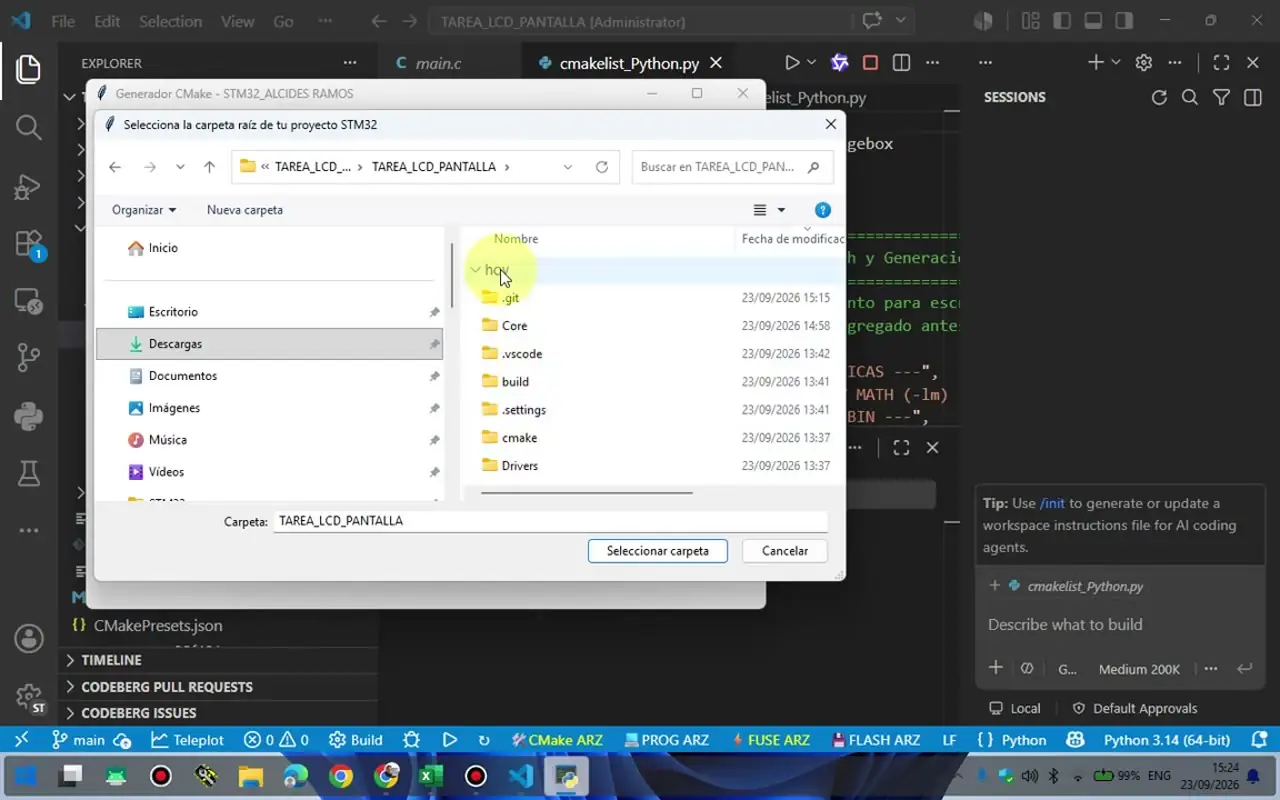 File Edit Selection View Go ··· TAREA_LCD_PANTALLA [Administrator]
EXPLORER
main.c
cmakelist_Python.py
SESSIONS
Generador CMake - STM32_ALCIDES RAMOS
elist_Python.py
Selecciona la carpeta raíz de tu proyecto STM32
gebox
« TAREA_LCD_... > TAREA_LCD_PANTALLA >
Buscar en TAREA_LCD_PAN...
Organizar
Nueva carpeta
Nombre
Fecha de modificac
Inicio
hoy
h y Generaci
.git 23/09/2026 15:15
Escritorio
nto para esc
Core 23/09/2026 14:58
gregado ante
Descargas
.vscode 23/09/2026 13:42
ICAS ---",
Documentos
build 23/09/2026 13:41
MATH (-lm)
Imágenes
.settings 23/09/2026 13:41
BIN ---",
Música
cmake 23/09/2026 13:37
Vídeos
Drivers 23/09/2026 13:37
STM32
Carpeta: TAREA_LCD_PANTALLA
Seleccionar carpeta
Cancelar
Tip: Use /init to generate or update a
workspace instructions file for AI coding
agents.
cmakelist_Python.py
Describe what to build
G... Medium 200K ···
Local
Default Approvals
{} CMakePresets.json
TIMELINE
CODEBERG PULL REQUESTS
CODEBERG ISSUES
main Teleplot 0 0 Build CMake ARZ PROG ARZ FUSE ARZ FLASH ARZ LF {} Python Python 3.14 (64-bit)
99% ENG 15:24
23/09/2026
1
ST